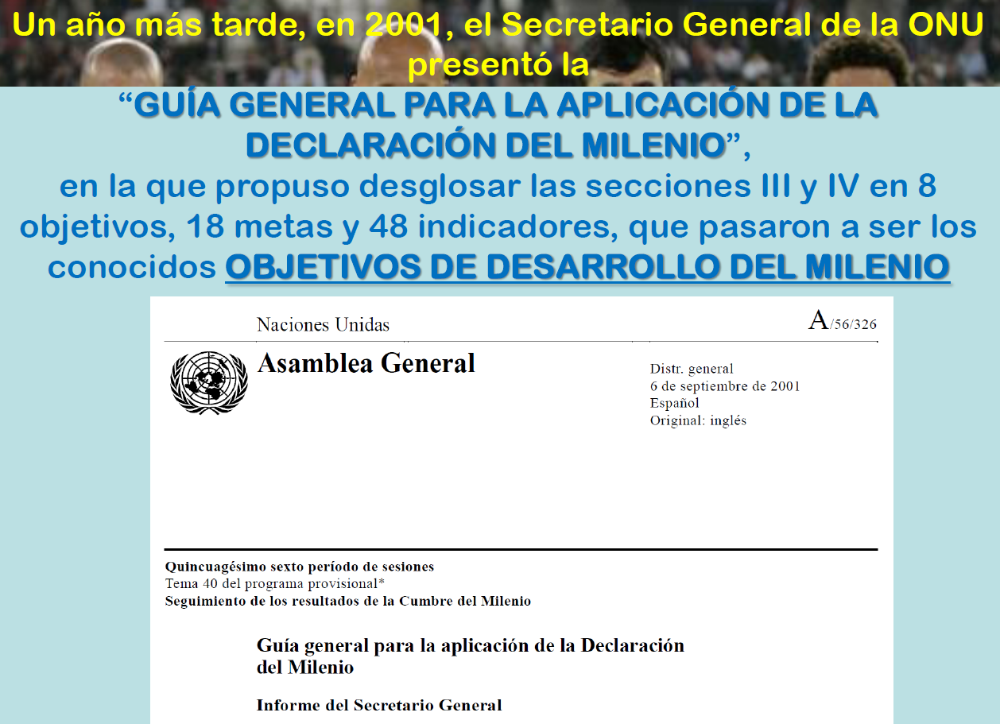 Un año más tarde, en 2001, el Secretario General de la ONU
presentó la
“GUÍA GENERAL PARA LA APLICACIÓN DE LA
DECLARACIÓN DEL MILENIO”,
en la que propuso desglosar las secciones III y IV en 8
objetivos, 18 metas y 48 indicadores, que pasaron a ser los
conocidos OBJETIVOS DE DESARROLLO DEL MILENIO
Naciones Unidas A/56/326
Asamblea General
Distr. general
6 de septiembre de 2001
Español
Original: inglés
Quincuagésimo sexto período de sesiones
Tema 40 del programa provisional*
Seguimiento de los resultados de la Cumbre del Milenio
Guía general para la aplicación de la Declaración
del Milenio
Informe del Secretario General